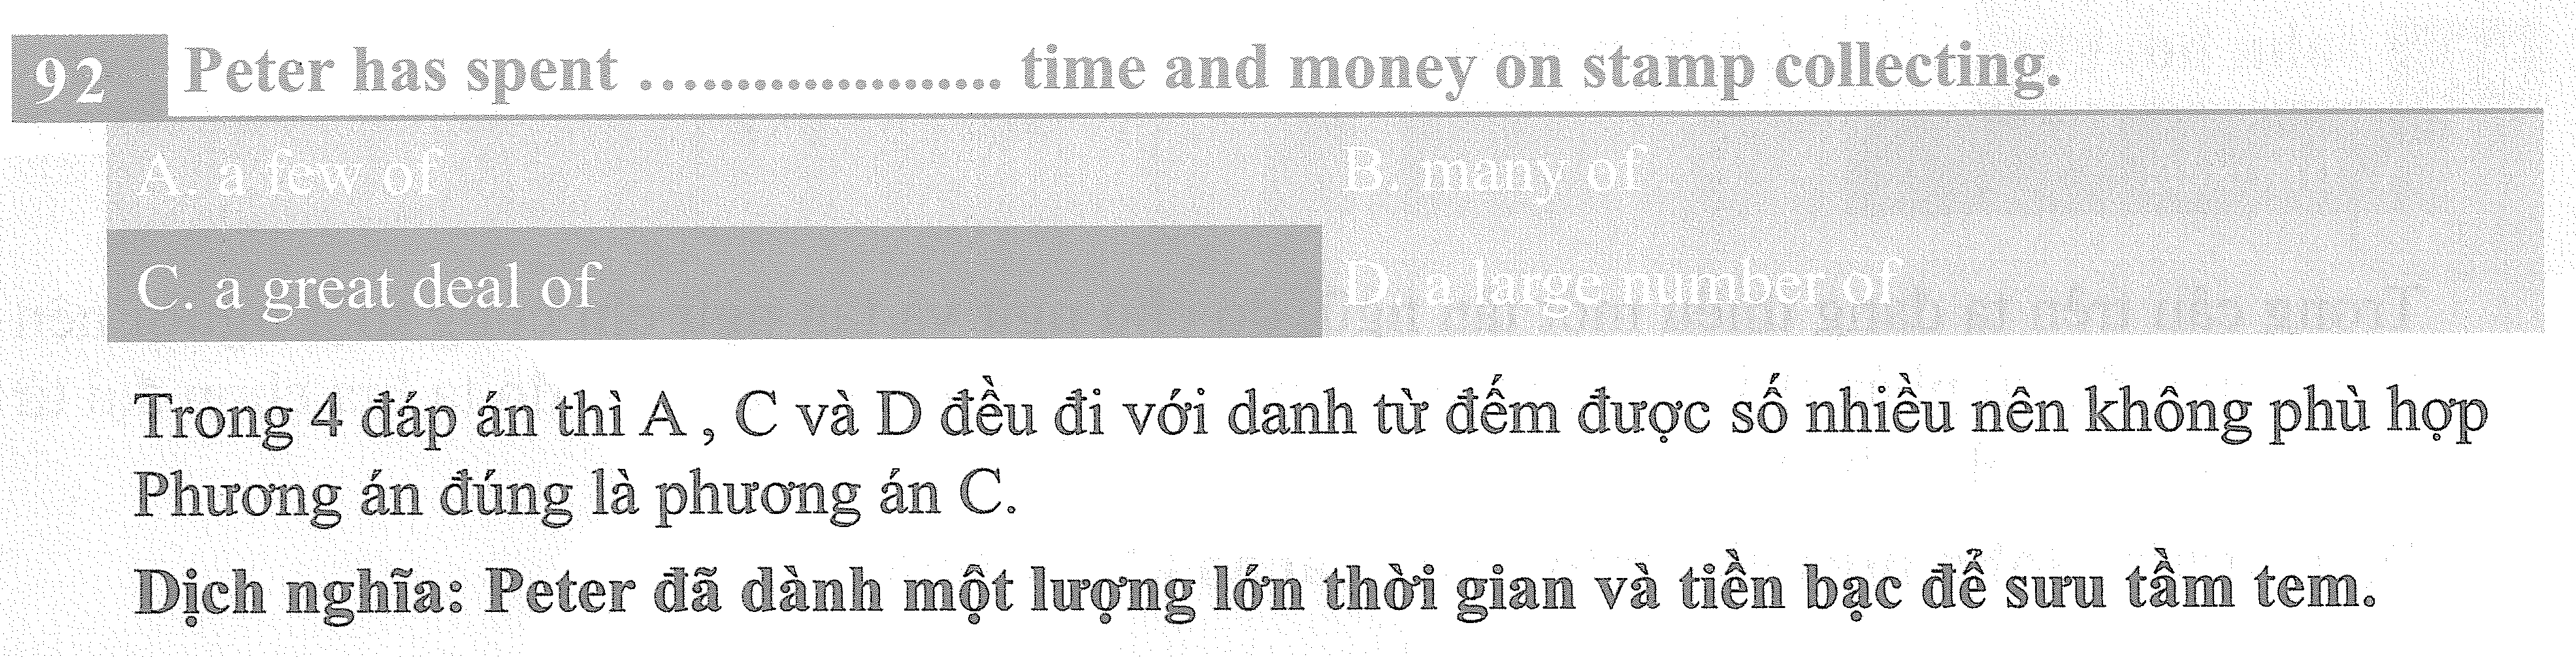 92 Peter has spent ...................... time and money on stamp collecting.
A. a few of B. many of
C. a great deal of D. a large number of
Trong 4 đáp án thì A , C và D đều đi với danh từ đếm được số nhiều nên không phù hợp
Phương án đúng là phương án C.
Dịch nghĩa: Peter đã dành một lượng lớn thời gian và tiền bạc để sưu tầm tem.